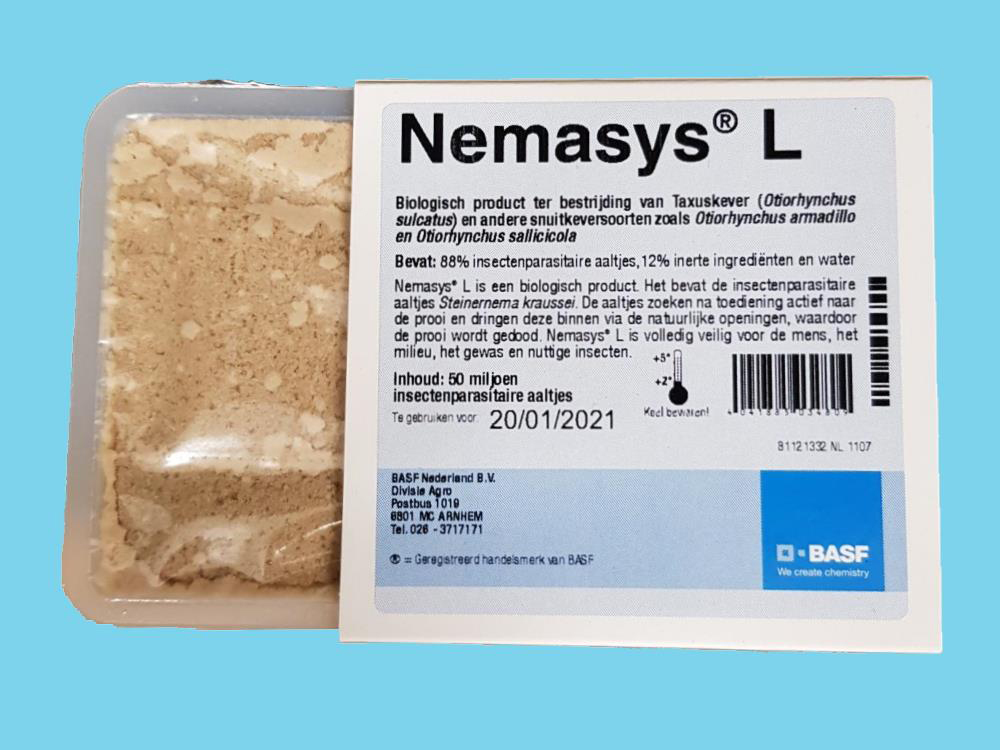 Nemasys® L
Biologisch product ter bestrijding van Taxuskever (Otiorhynchus
sulcatus) en andere snuitkeversoorten zoals Otiorhynchus armadillo
en Otiorhynchus sallicicola
Bevat: 88% insectenparasitaire aaltjes, 12% inerte ingrediënten en water
Nemasys® L is een biologisch product. Het bevat de insectenparasitaire
aaltjes Steinernema kraussei. De aaltjes zoeken na toediening actief naar
de prooi en dringen deze binnen via de natuurlijke openingen, waardoor
de prooi wordt gedood. Nemasys® L is volledig veilig voor de mens, het
milieu, het gewas en nuttige insecten.
+5°
+2°
Koel bewaren!
Inhoud: 50 miljoen
insectenparasitaire aaltjes
Te gebruiken voor: 20/01/2021
81121332 NL 1107
BASF Nederland B.V.
Divisie Agro
Postbus 1019
6801 MC ARNHEM
Tel. 026 - 3717171
® = Geregistreerd handelsmerk van BASF
BASF
We create chemistry